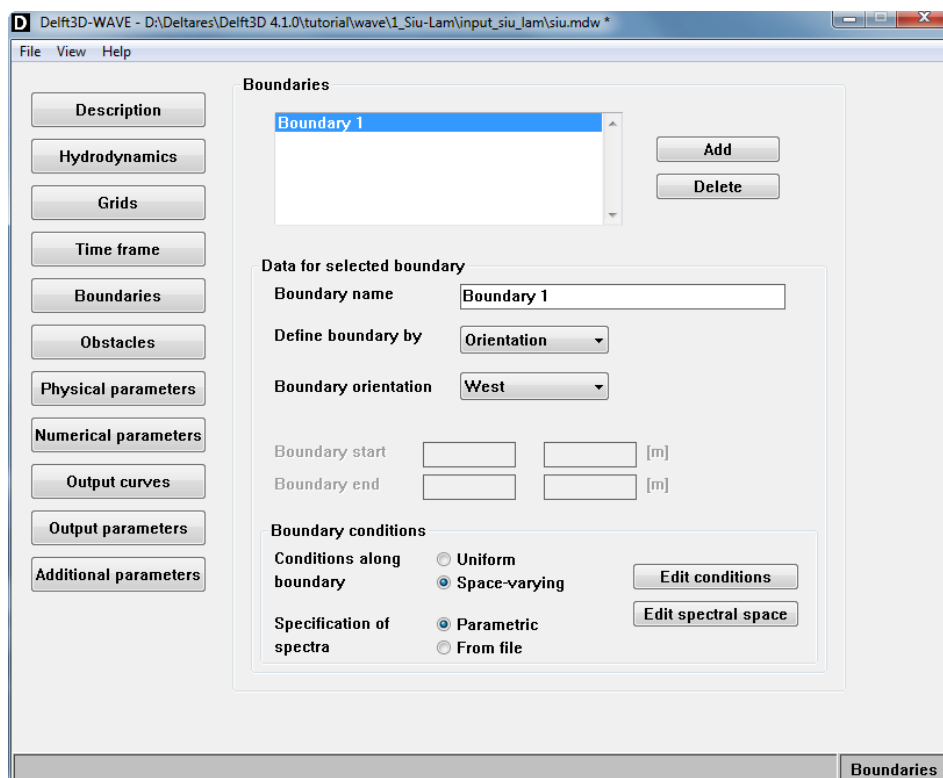 D Delft3D-WAVE - D:\Deltares\Delft3D 4.1.0\tutorial\wave\1_Siu-Lam\input_siu_lam\siu.mdw *
File View Help
Description
Hydrodynamics
Grids
Time frame
Boundaries
Obstacles
Physical parameters
Numerical parameters
Output curves
Output parameters
Additional parameters
Boundaries
Boundary 1
Add
Delete
Data for selected boundary
Boundary name Boundary 1
Define boundary by Orientation
Boundary orientation West
Boundary start [m]
Boundary end [m]
Boundary conditions
Conditions along boundary
Uniform
Space-varying
Edit conditions
Edit spectral space
Specification of spectra
Parametric
From file
Boundaries